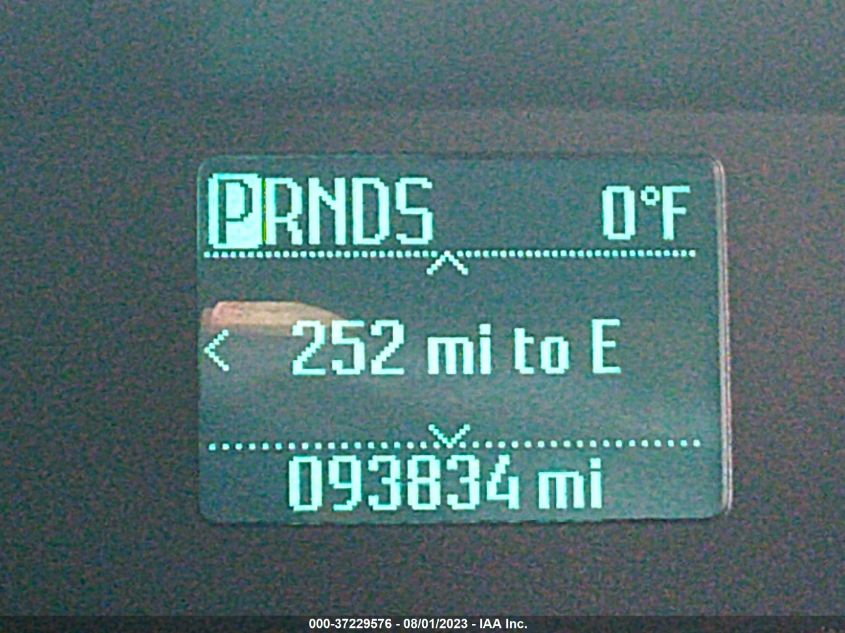 PRNDS 0°F
252 mi to E
093834 mi
000-37229576 - 08/01/2023 - IAA Inc.